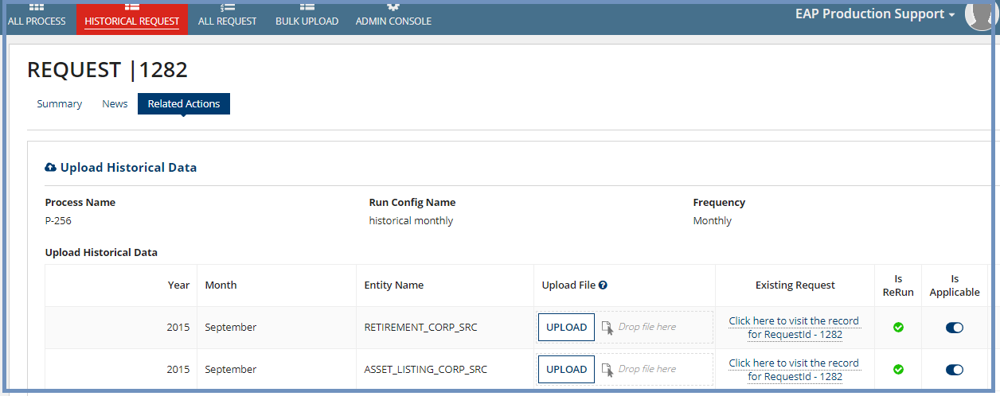 ALL PROCESS HISTORICAL REQUEST ALL REQUEST BULK UPLOAD ADMIN CONSOLE EAP Production Support
REQUEST |1282
Summary News Related Actions
Upload Historical Data
Process Name Run Config Name Frequency
P-256 historical monthly Monthly
Upload Historical Data
Year Month Entity Name Upload File Existing Request Is ReRun Is Applicable
2015 September RETIREMENT_CORP_SRC UPLOAD Drop file here Click here to visit the record
for RequestId - 1282
2015 September ASSET_LISTING_CORP_SRC UPLOAD Drop file here Click here to visit the record
for RequestId - 1282